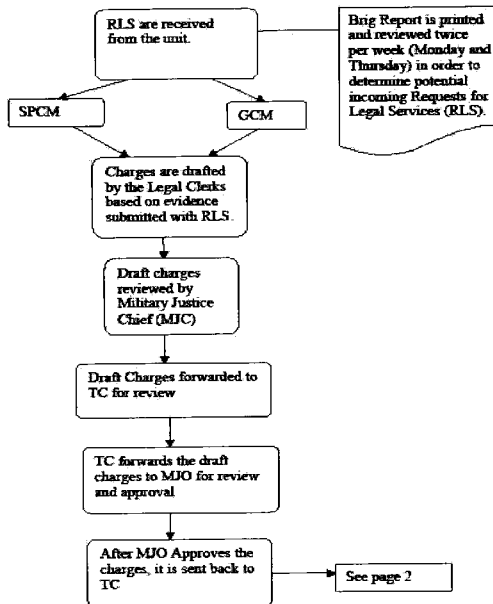 RLS are received
from the unit.
Brig Report is printed
and reviewed twice
per week (Monday and
Thursday) in order to
determine potential
incoming Requests for
Legal Services (RLS).
SPCM
GCM
Charges are drafted
by the Legal Clerks
based on evidence
submitted with RLS.
Draft charges
reviewed by
Military Justice
Chief (MJC)
Draft Charges forwarded to
TC for review
TC forwards the draft
charges to MJO for review
and approval
After MJO Approves the
charges, it is sent back to
TC
See page 2